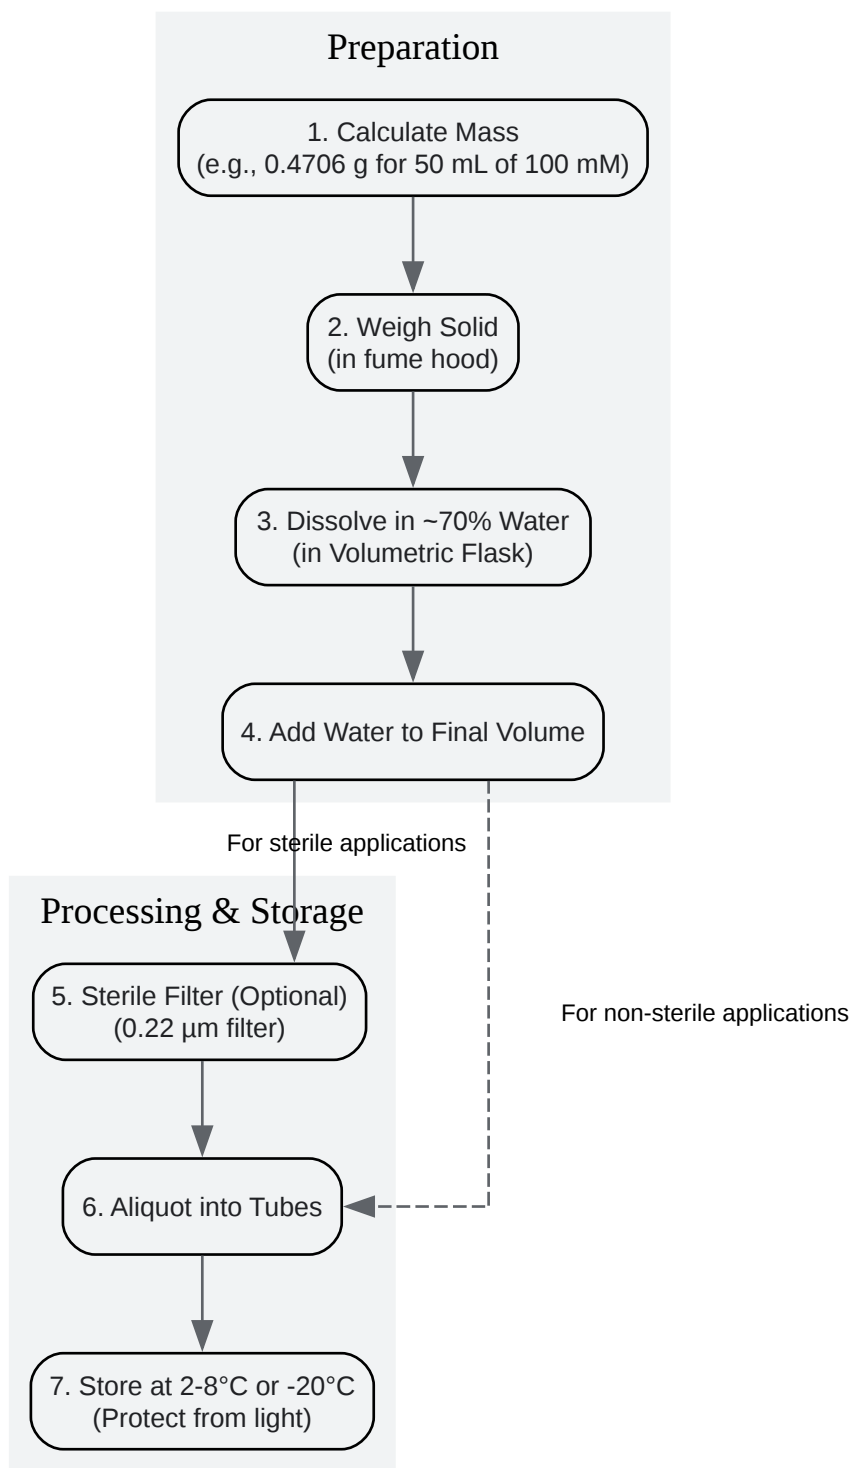 Preparation
1. Calculate Mass
(e.g., 0.4706 g for 50 mL of 100 mM)
2. Weigh Solid
(in fume hood)
3. Dissolve in ~70% Water
(in Volumetric Flask)
4. Add Water to Final Volume
For sterile applications
Processing & Storage
5. Sterile Filter (Optional)
(0.22 µm filter)
For non-sterile applications
6. Aliquot into Tubes
7. Store at 2-8°C or -20°C
(Protect from light)